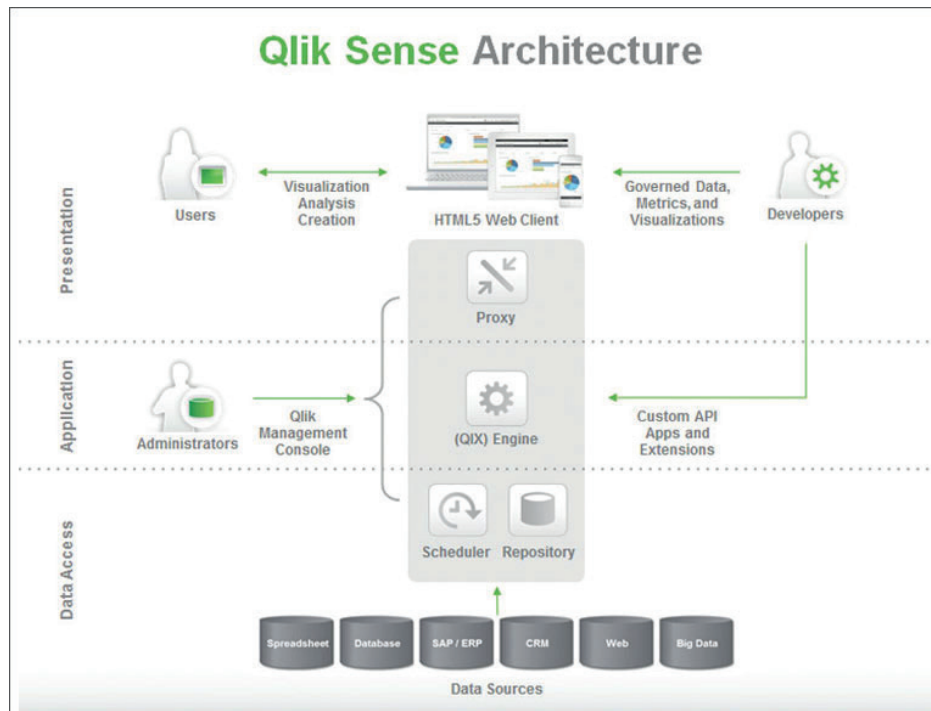 Qlik Sense Architecture
Presentation
Users
Visualization
Analysis
Creation
HTML5 Web Client
Governed Data,
Metrics, and
Visualizations
Developers
Proxy
Application
Administrators
Qlik
Management
Console
(QIX) Engine
Custom API
Apps and
Extensions
Data Access
Scheduler
Repository
Spreadsheet
Database
SAP / ERP
CRM
Web
Big Data
Data Sources